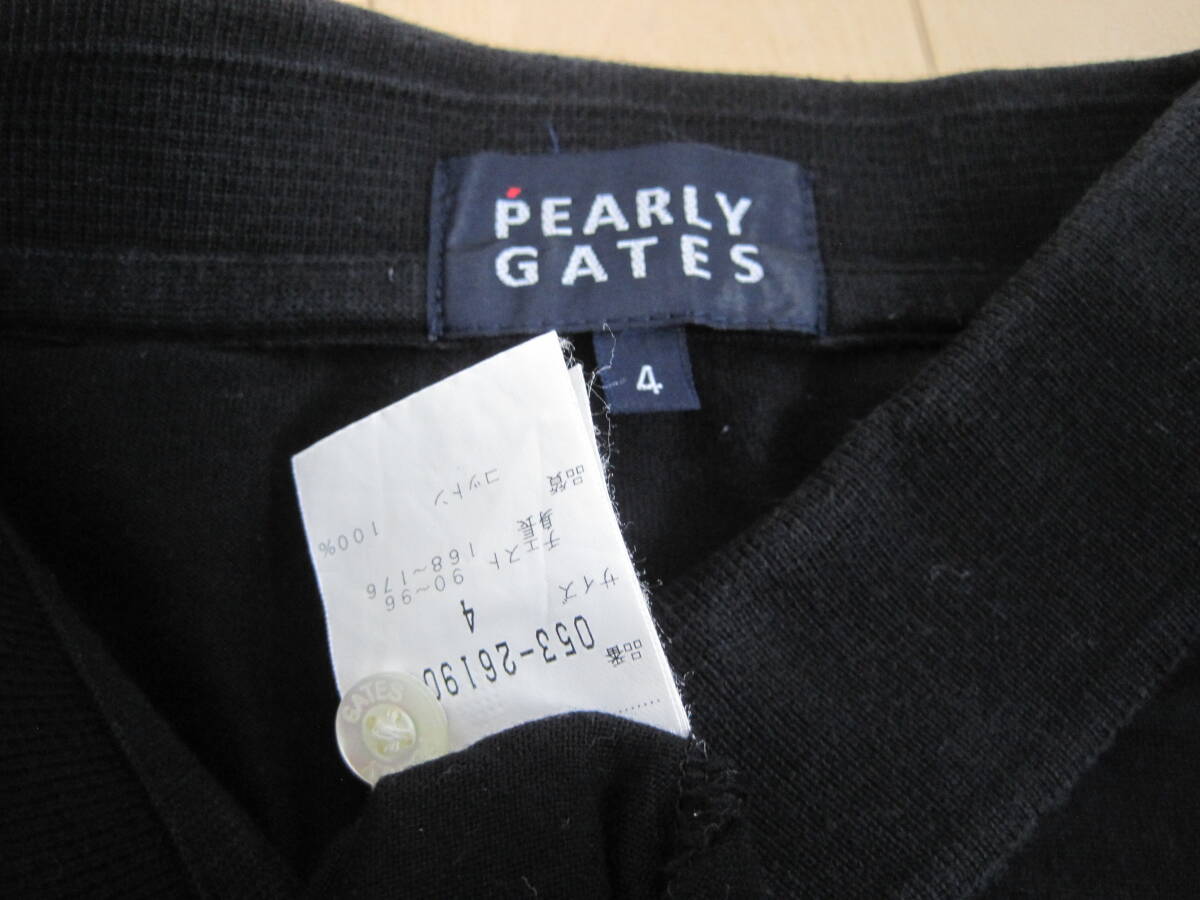 PEARLY
GATES
4
品番 053-26190
サイズ 4
チェスト 90~96
身長 168~176
品質 コットン 100%
GATES